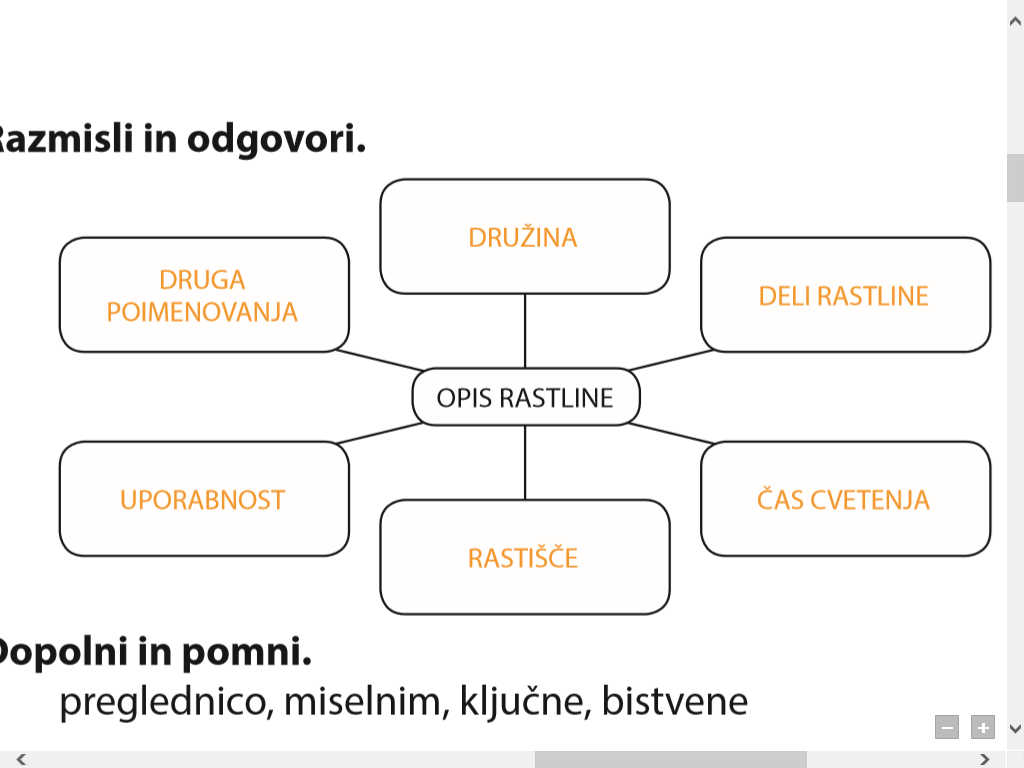 Razmisli in odgovori.
DRUŽINA
DRUGA
POIMENOVANJA
DELI RASTLINE
OPIS RASTLINE
UPORABNOST
ČAS CVETENJA
RASTIŠČE
Dopolni in pomni.
preglednico, miselnim, ključne, bistvene